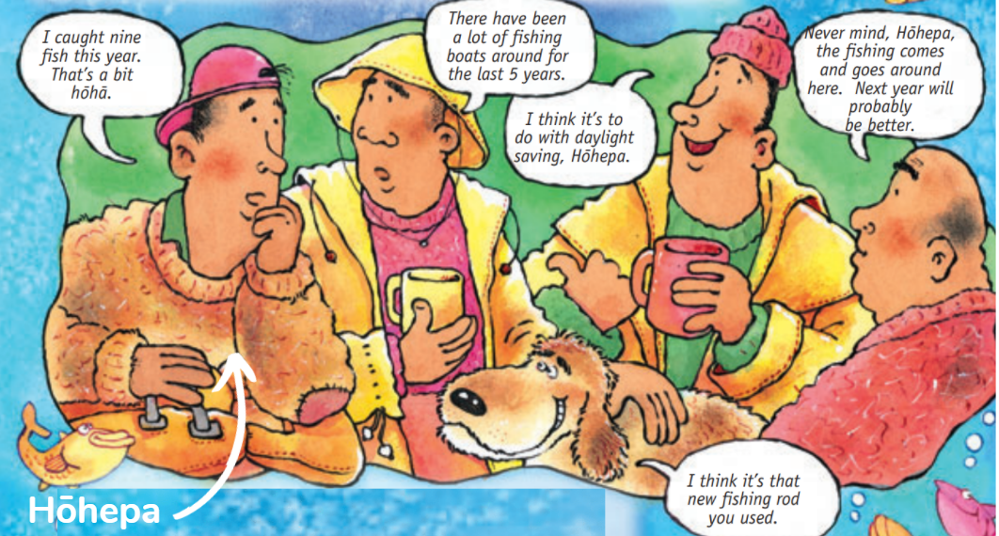 I caught nine
fish this year.
That's a bit
hōhā.
There have been
a lot of fishing
boats around for
the last 5 years.
I think it's to
do with daylight
saving, Hōhepa.
Never mind, Hōhepa,
the fishing comes
and goes around
here. Next year will
probably
be better.
I think it's that
new fishing rod
you used.
Hōhepa